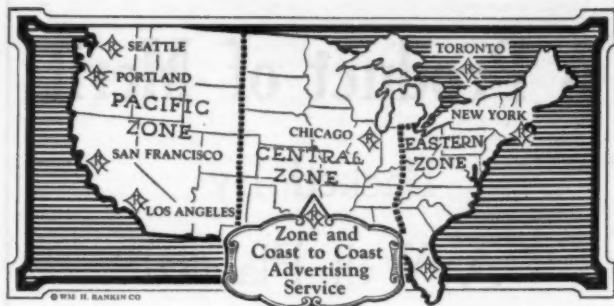 SEATTLE
TORONTO
PORTLAND
PACIFIC
ZONE
NEW YORK
CHICAGO
EASTERN
ZONE
SAN FRANCISCO
CENTRAL
ZONE
LOS ANGELES
Zone and
Coast to Coast
Advertising
Service
© WM H. RANKIN CO